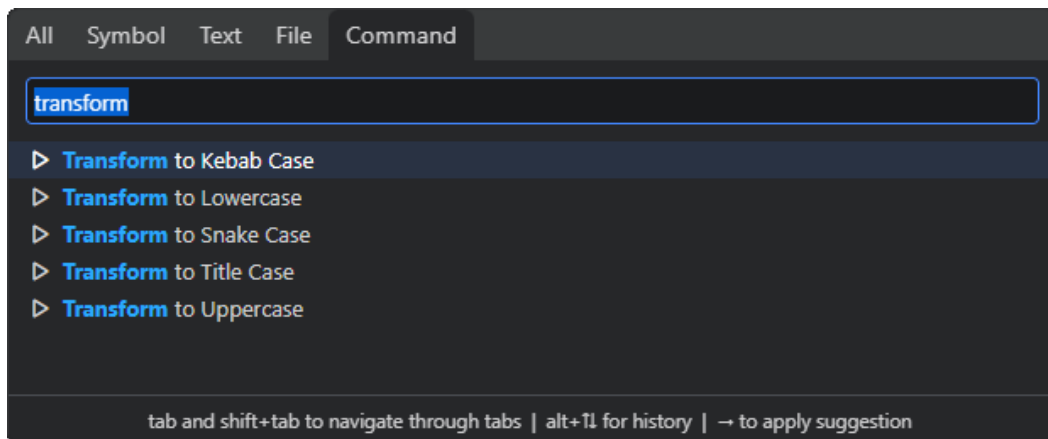 All Symbol Text File Command
transform
Transform to Kebab Case
Transform to Lowercase
Transform to Snake Case
Transform to Title Case
Transform to Uppercase
tab and shift+tab to navigate through tabs | alt+⇅ for history | → to apply suggestion